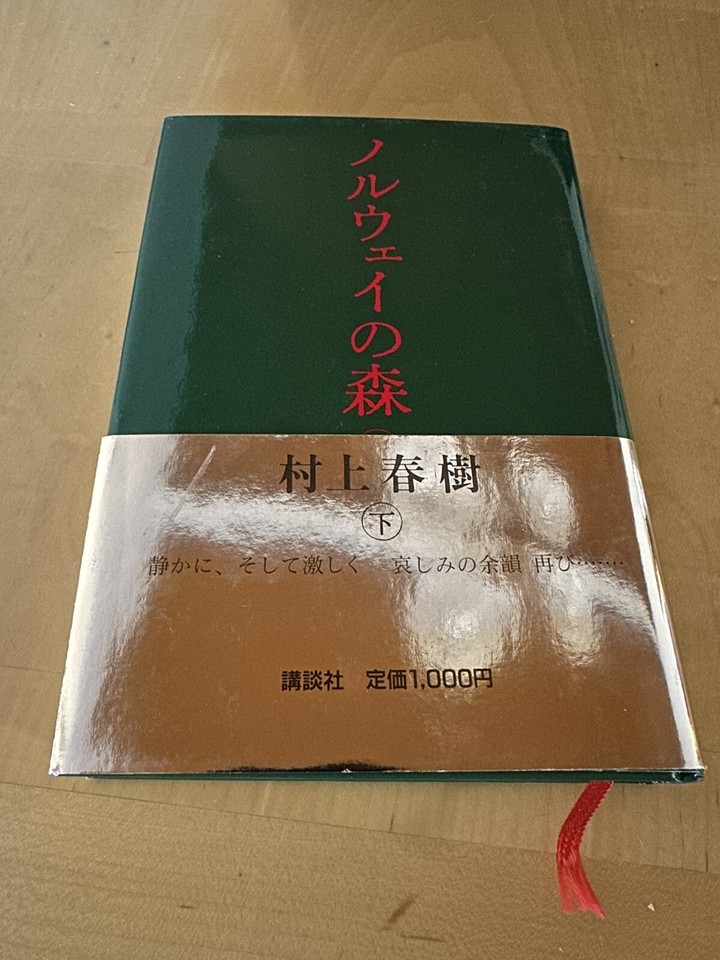 ノルウェイの森
村上春樹
下
静かに、そして激しく 哀しみの余韻 再び……
講談社 定価1,000円